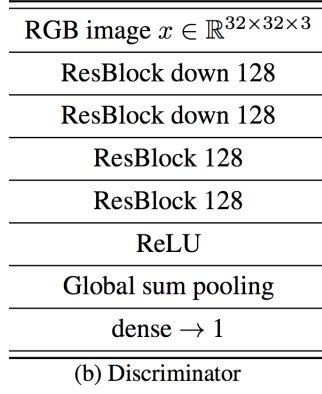 RGB image x ∈ ℝ^{32×32×3}
ResBlock down 128
ResBlock down 128
ResBlock 128
ResBlock 128
ReLU
Global sum pooling
dense → 1
(b) Discriminator